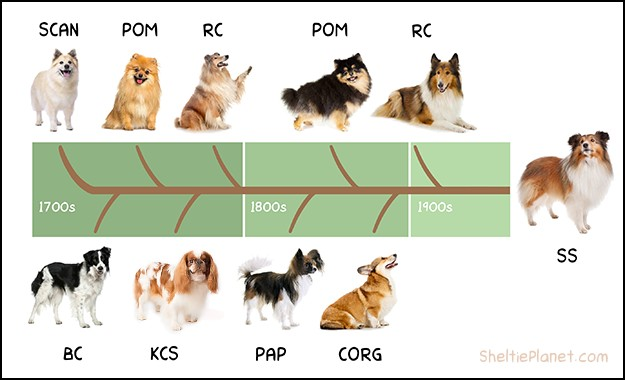 SCAN POM RC POM RC
1700s 1800s 1900s
SS
BC KCS PAP CORG
SheltiePlanet.com